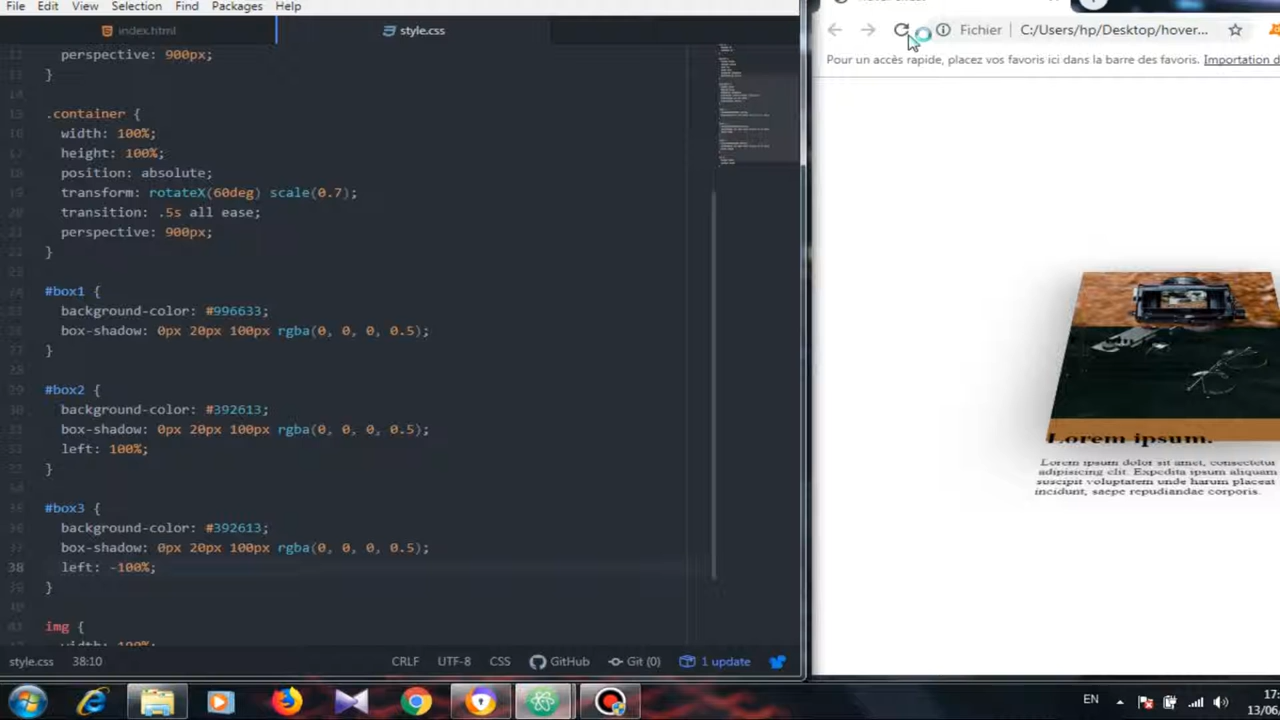 File Edit View Selection Find Packages Help
index.html
style.css
perspective: 900px;
}
.container {
width: 100%;
height: 100%;
position: absolute;
transform: rotateX(60deg) scale(0.7);
transition: .5s all ease;
perspective: 900px;
}
#box1 {
background-color: #996633;
box-shadow: 0px 20px 100px rgba(0, 0, 0, 0.5);
}
#box2 {
background-color: #392613;
box-shadow: 0px 20px 100px rgba(0, 0, 0, 0.5);
left: 100%;
}
#box3 {
background-color: #392613;
box-shadow: 0px 20px 100px rgba(0, 0, 0, 0.5);
38 left: -100%;
}
img {
style.css 38:10 CRLF UTF-8 CSS GitHub Git (0) 1 update
Fichier C:/Users/hp/Desktop/hover...
Pour un accès rapide, placez vos favoris ici dans la barre des favoris. Importation d
Lorem ipsum.
Lorem ipsum dolor sit amet, consectetur
adipisicing elit. Expedita ipsum aliquam
suscipit voluptatem unde harum placeat
incidunt, saepe repudiandae corporis.
EN
17
13/06